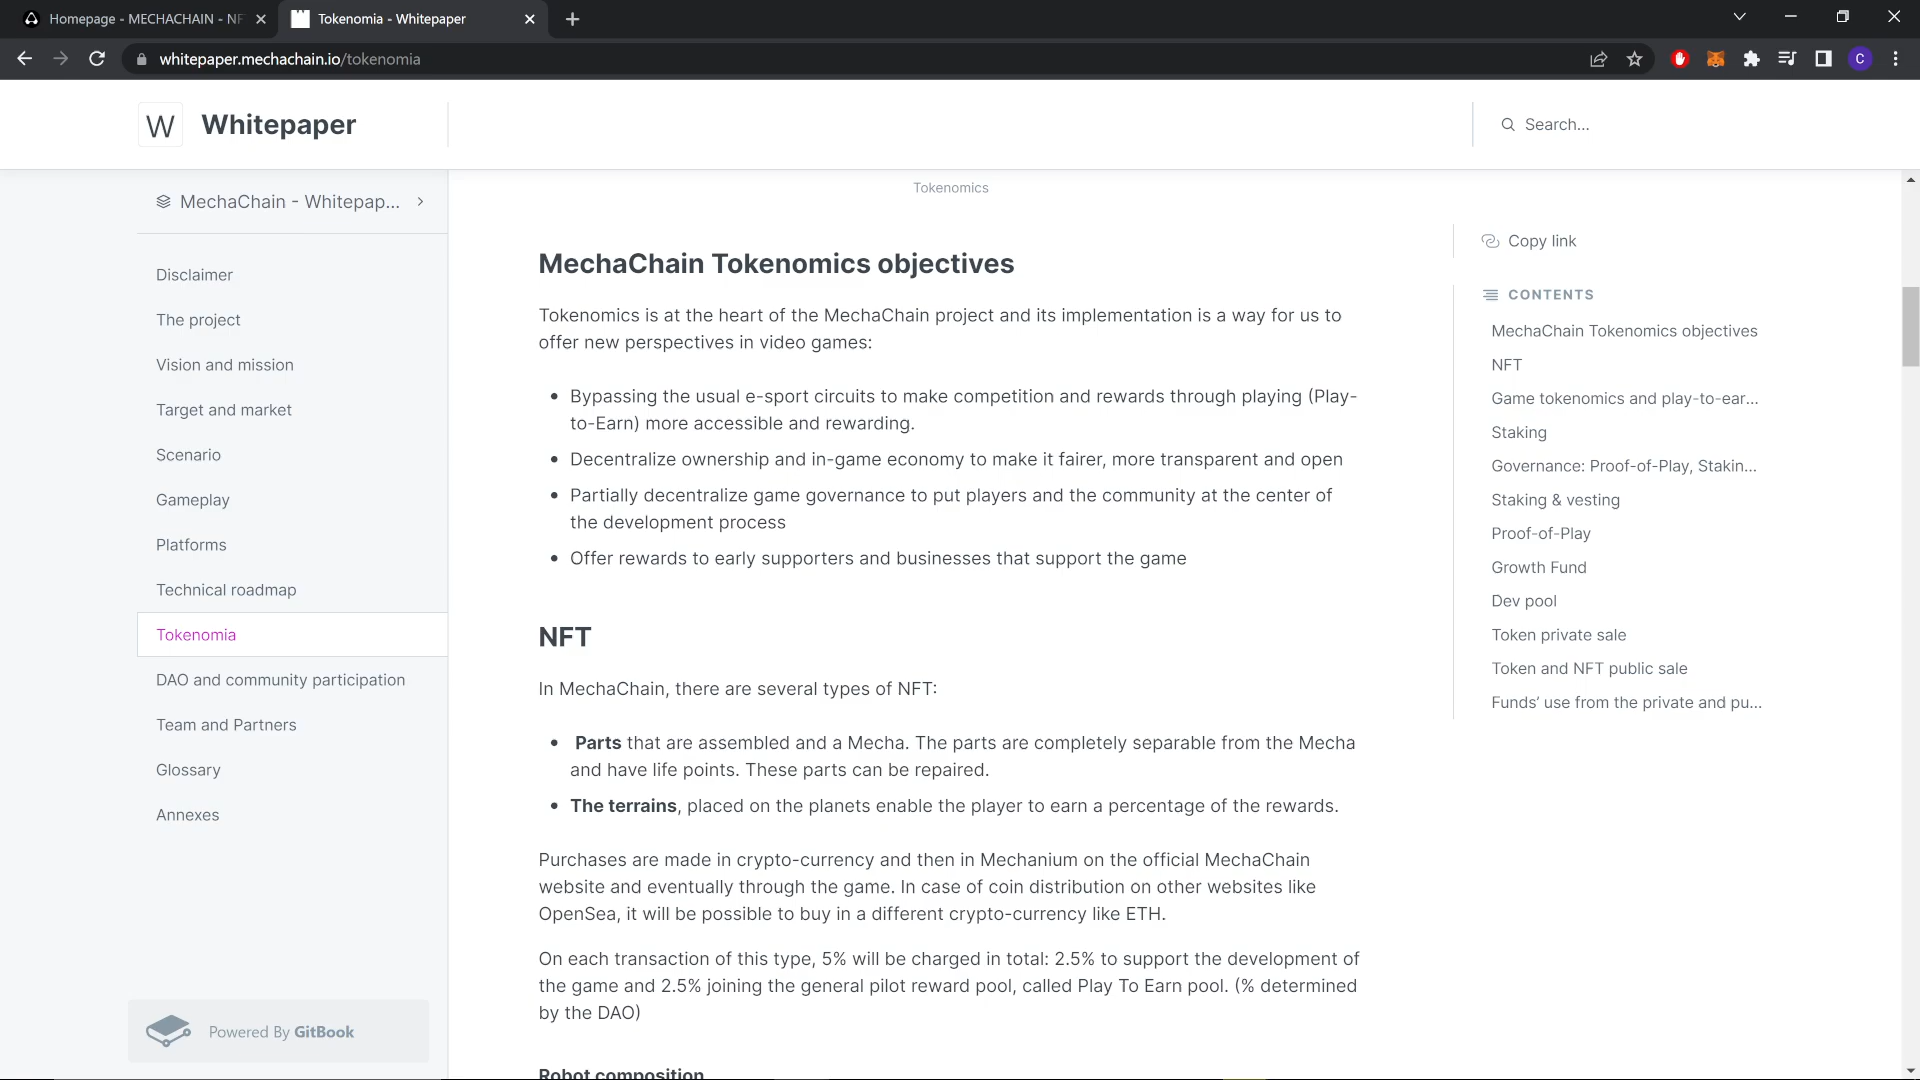 Homepage - MECHACHAIN - NF
Tokenomia - Whitepaper
whitepaper.mechachain.io/tokenomia
C
W
Whitepaper
Search...
MechaChain - Whitepap...
Disclaimer
The project
Vision and mission
Target and market
Scenario
Gameplay
Platforms
Technical roadmap
Tokenomia
DAO and community participation
Team and Partners
Glossary
Annexes
Powered By GitBook
Tokenomics
MechaChain Tokenomics objectives
Tokenomics is at the heart of the MechaChain project and its implementation is a way for us to
offer new perspectives in video games:
• Bypassing the usual e-sport circuits to make competition and rewards through playing (Play-
to-Earn) more accessible and rewarding.
• Decentralize ownership and in-game economy to make it fairer, more transparent and open
• Partially decentralize game governance to put players and the community at the center of
the development process
• Offer rewards to early supporters and businesses that support the game
NFT
In MechaChain, there are several types of NFT:
• Parts that are assembled and a Mecha. The parts are completely separable from the Mecha
and have life points. These parts can be repaired.
• The terrains, placed on the planets enable the player to earn a percentage of the rewards.
Purchases are made in crypto-currency and then in Mechanium on the official MechaChain
website and eventually through the game. In case of coin distribution on other websites like
OpenSea, it will be possible to buy in a different crypto-currency like ETH.
On each transaction of this type, 5% will be charged in total: 2.5% to support the development of
the game and 2.5% joining the general pilot reward pool, called Play To Earn pool. (% determined
by the DAO)
Robot composition
Copy link
CONTENTS
MechaChain Tokenomics objectives
NFT
Game tokenomics and play-to-ear...
Staking
Governance: Proof-of-Play, Stakin...
Staking & vesting
Proof-of-Play
Growth Fund
Dev pool
Token private sale
Token and NFT public sale
Funds' use from the private and pu...